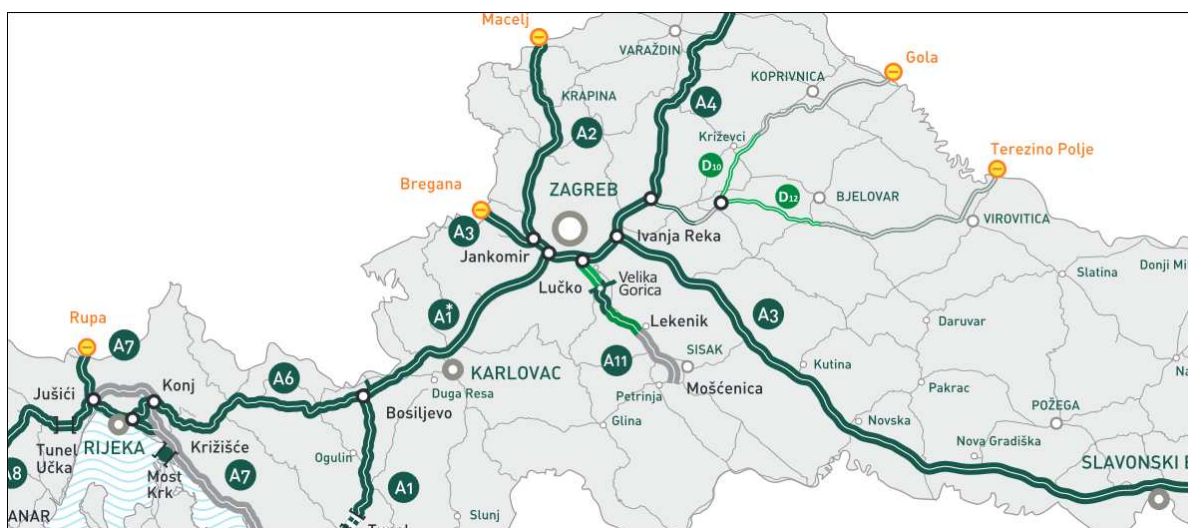 Macelj
VARAŽDIN
Gola
KOPRIVNICA
KRAPINA
A4
A2
Križevci
Terezino Polje
D10
Bregana
ZAGREB
D12
BJELOVAR
VIROVITICA
A3
Ivanja Reka
Jankomir
Lučko
Velika
Gorica
Slatina
Donji Mi
A1*
A3
Rupa
A7
Lekenik
Daruvar
A11
SISAK
Kutina
Na
A6
KARLOVAC
Jušići
Konj
Duga Resa
Petrinja
Mošćenica
Pakrac
Bosiljevo
POŽEGA
Glina
Novska
Tunel
Učka
RIJEKA
Križišće
Nova Gradiška
Ogulin
A8
Most
Krk
A7
A1
SLAVONSKI B
ANAR
Slunj
Tunel